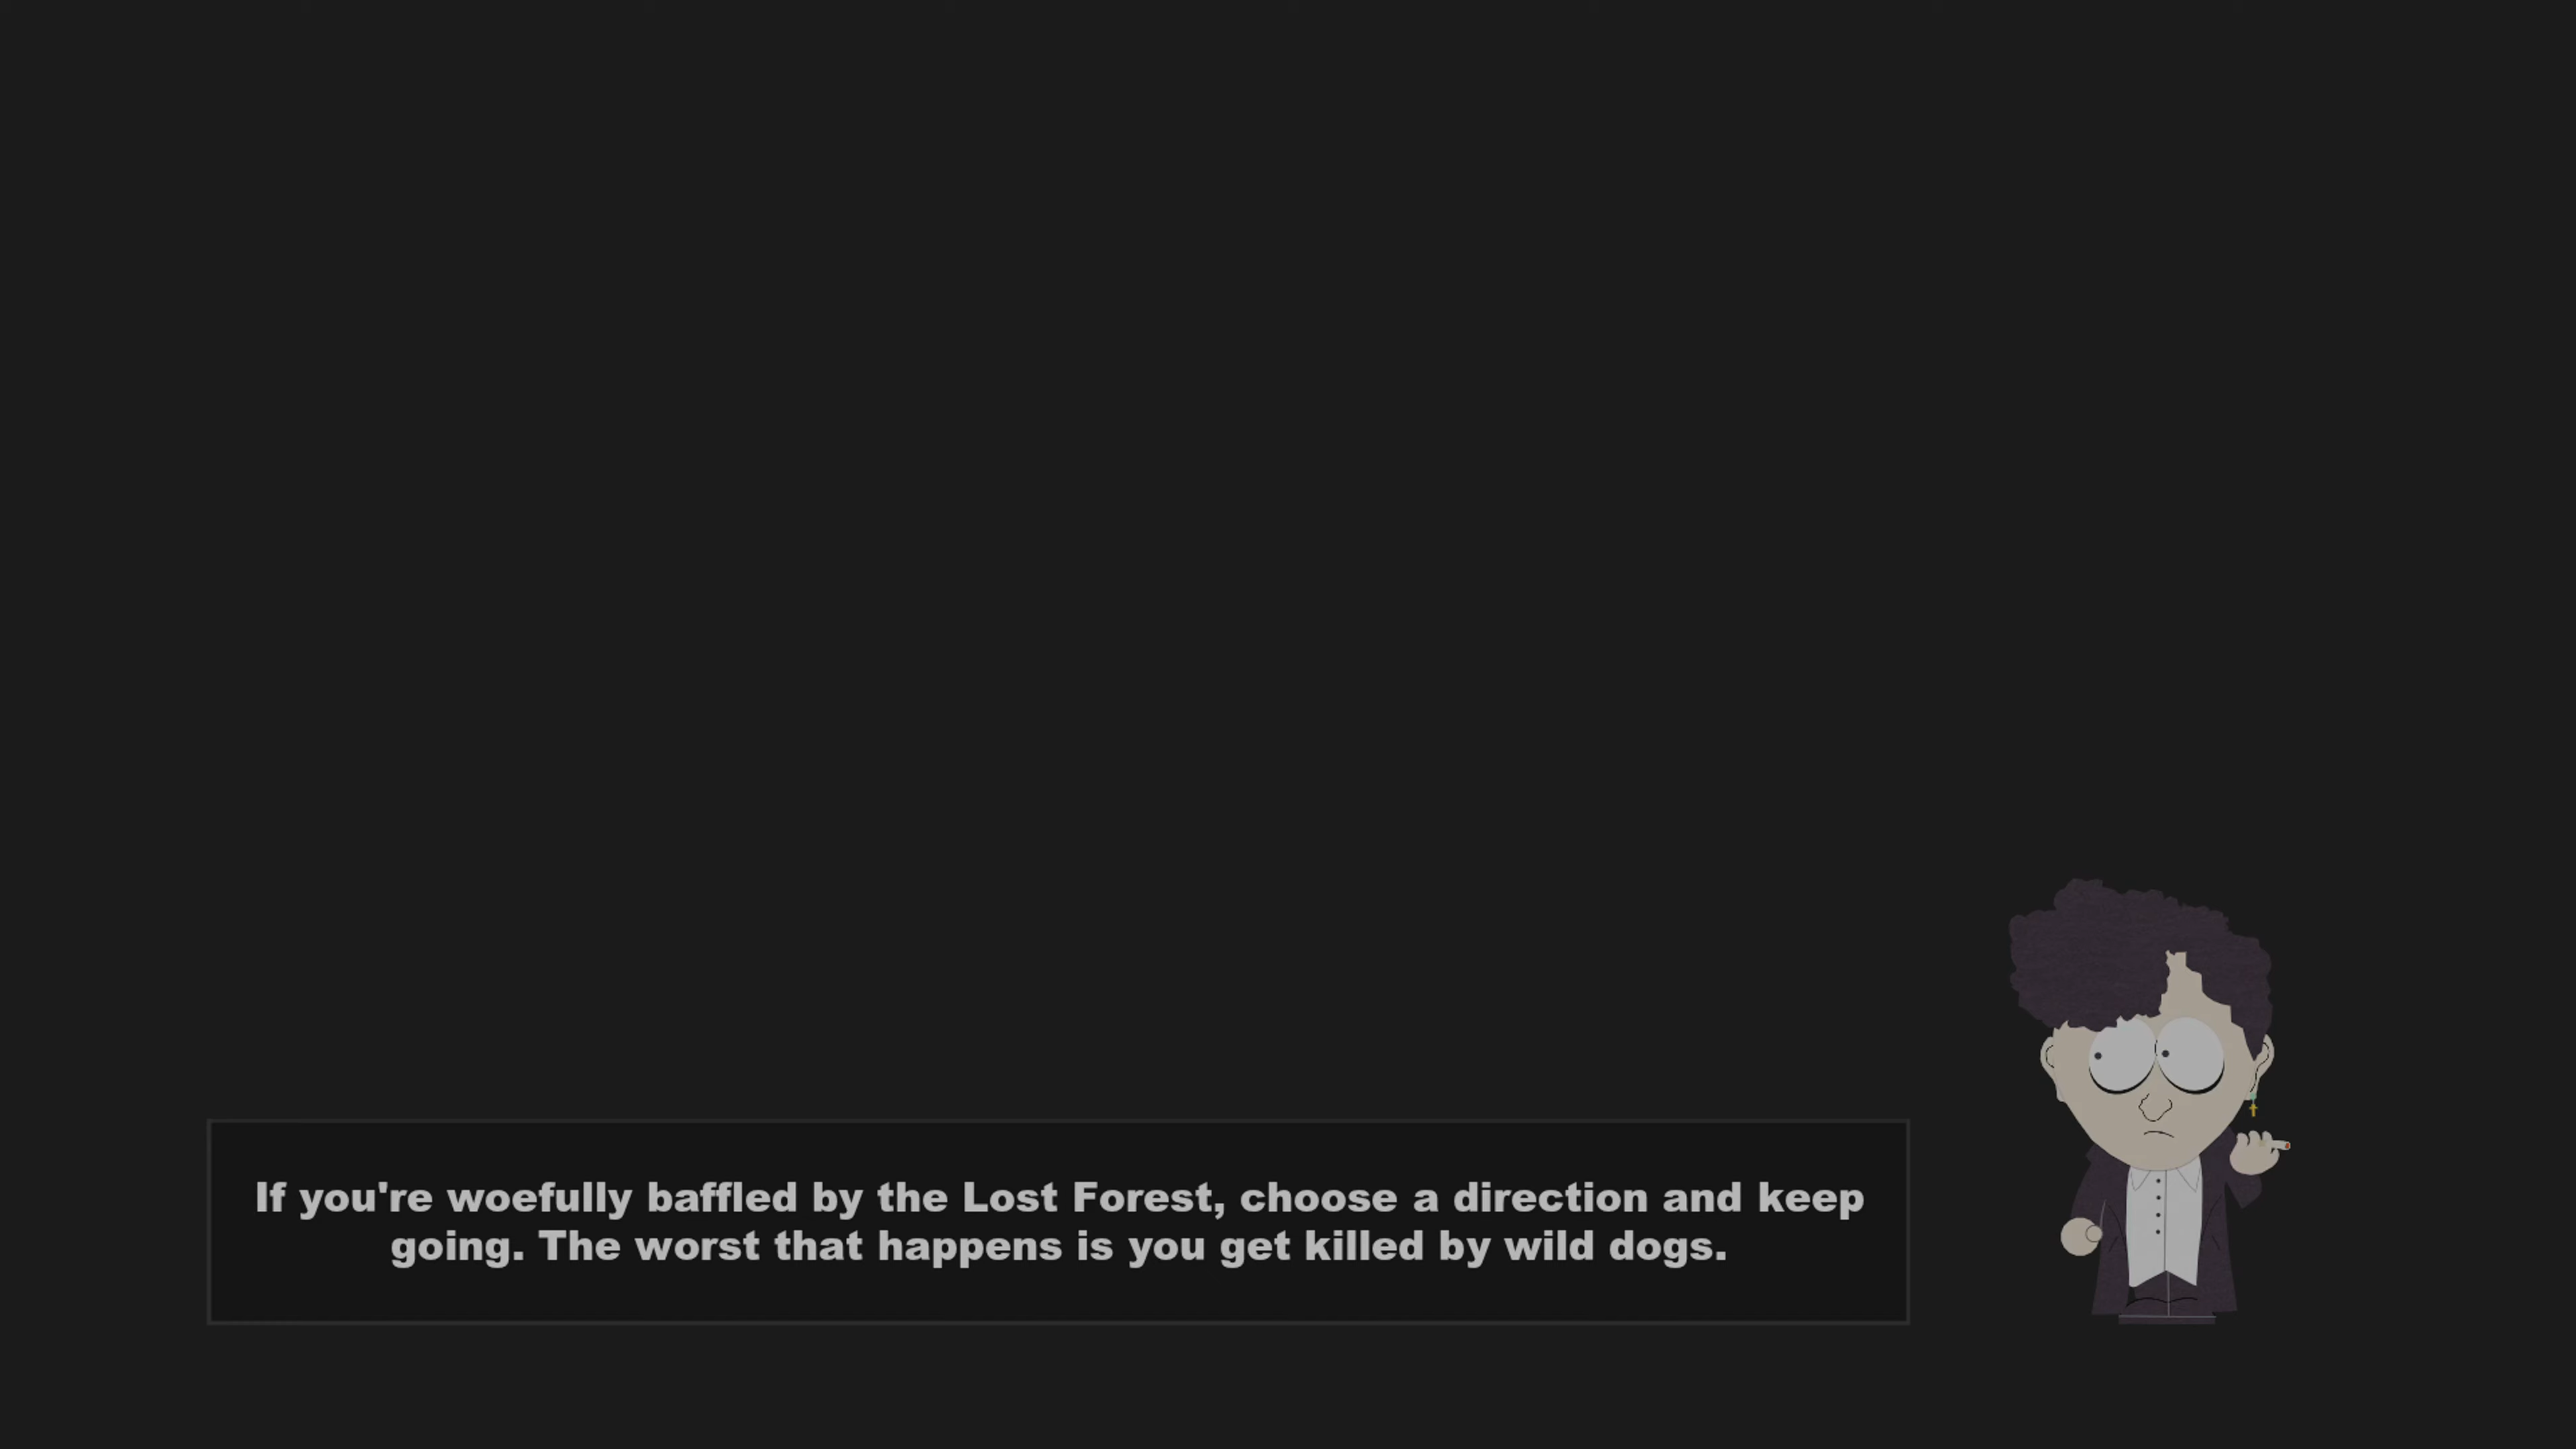 If you're woefully baffled by the Lost Forest, choose a direction and keep
going. The worst that happens is you get killed by wild dogs.